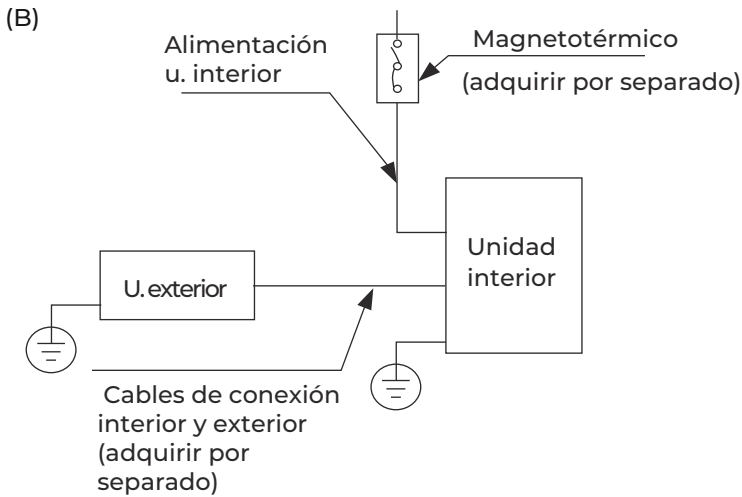 (B)
Alimentación
u. interior
Magnetotérmico
(adquirir por separado)
Unidad
interior
U. exterior
Cables de conexión
interior y exterior
(adquirir por
separado)